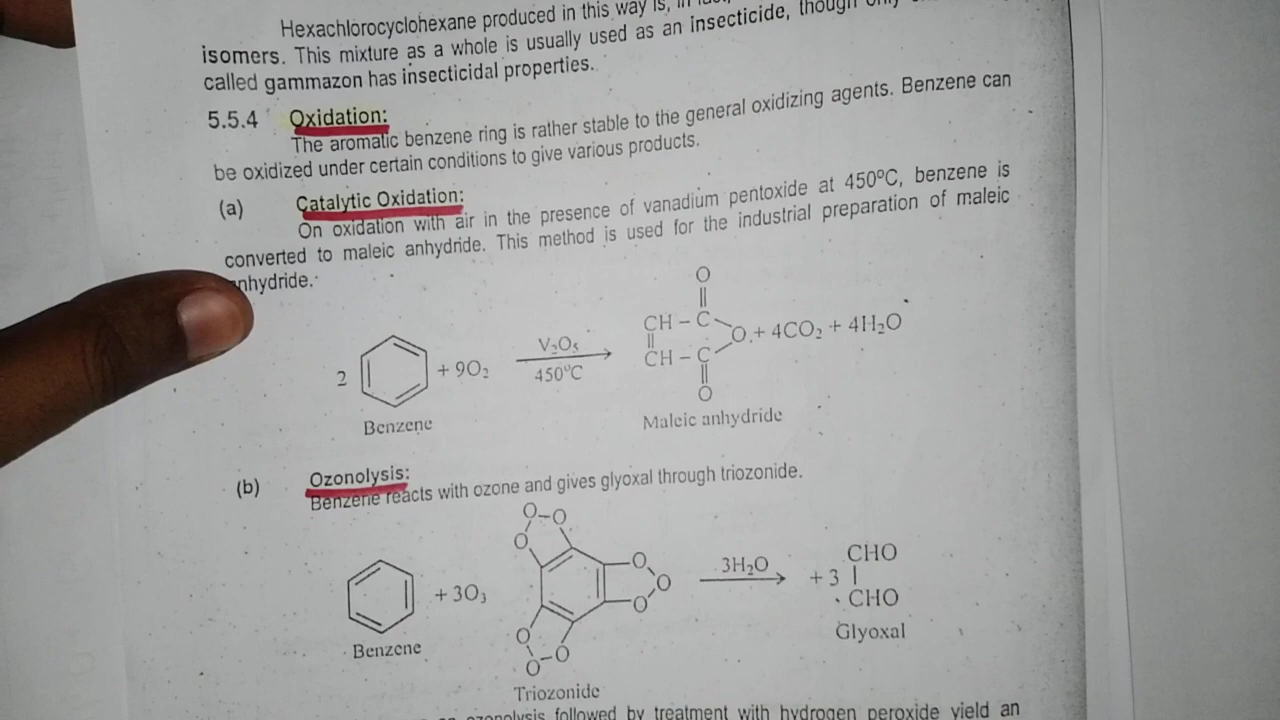 Hexachlorocyclohexane produced in this way is, in
isomers. This mixture as a whole is usually used as an insecticide, though only
called gammazon has insecticidal properties.
5.5.4 Oxidation:
The aromatic benzene ring is rather stable to the general oxidizing agents. Benzene can
be oxidized under certain conditions to give various products.
(a) Catalytic Oxidation:
On oxidation with air in the presence of vanadium pentoxide at 450ºC, benzene is
converted to maleic anhydride. This method is used for the industrial preparation of maleic
nhydride.
O
||
CH – C
2 + 9O₂ V₂O₅ || O + 4CO₂ + 4H₂O
450ºC CH – C
||
O
Benzene Maleic anhydride
(b) Ozonolysis:
Benzene reacts with ozone and gives glyoxal through triozonide.
O–O
O
O
3H₂O CHO
+ 3O₃ O + 3 |
O CHO
O
O–O
Benzene Glyoxal
Triozonide
ozonolysis followed by treatment with hydrogen peroxide yield an